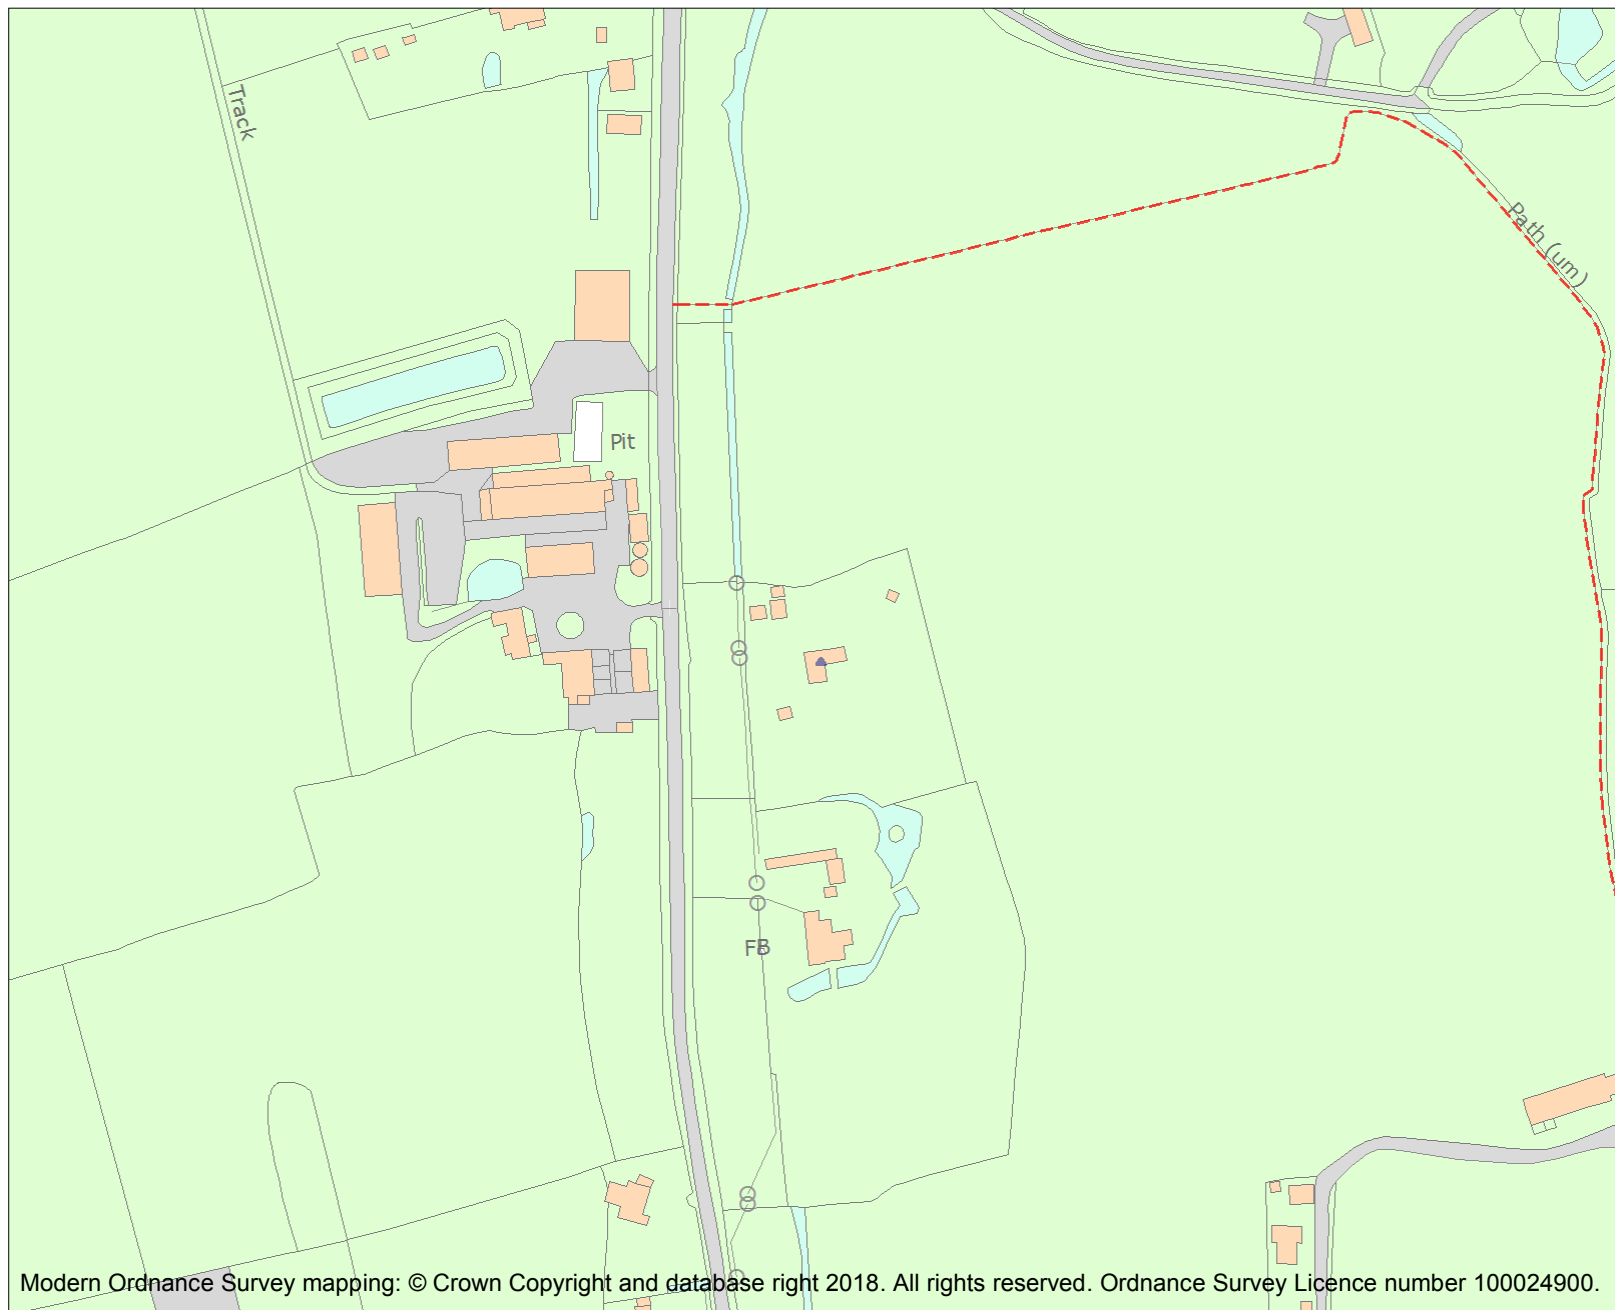 Track
Path (um)
Pit
FB
Modern Ordnance Survey mapping: © Crown Copyright and database right 2018. All rights reserved. Ordnance Survey Licence number 100024900.